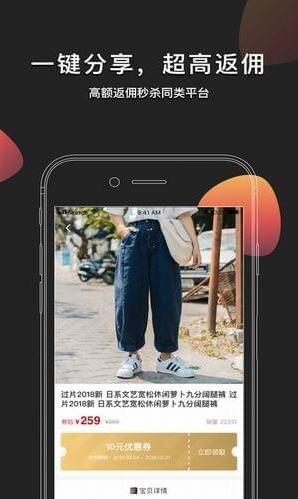 一键分享，超高返佣
高额返佣秒杀同类平台
9:41 AM
过片2018新 日系文艺宽松休闲萝卜九分阔腿裤 过
片2018新 日系文艺宽松休闲萝卜九分阔腿裤
券后 ¥259
10元优惠券
立即领取
宝贝详情